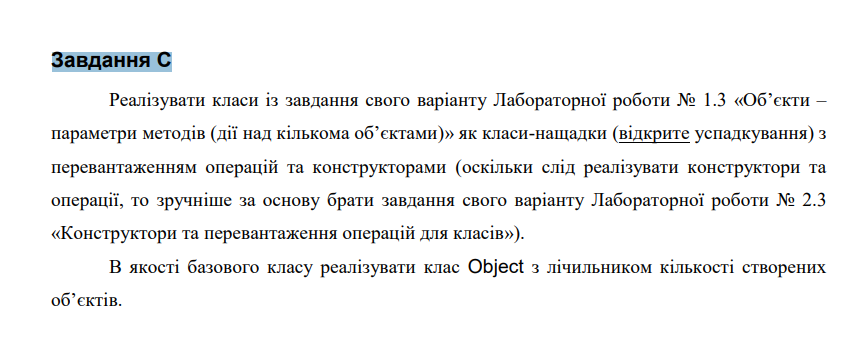 Завдання C
Реалізувати класи із завдання свого варіанту Лабораторної роботи № 1.3 «Об’єкти –
параметри методів (дії над кількома об’єктами)» як класи-нащадки (відкрите успадкування) з
перевантаженням операцій та конструкторами (оскільки слід реалізувати конструктори та
операції, то зручніше за основу брати завдання свого варіанту Лабораторної роботи № 2.3
«Конструктори та перевантаження операцій для класів»).
В якості базового класу реалізувати клас Object з лічильником кількості створених
об’єктів.